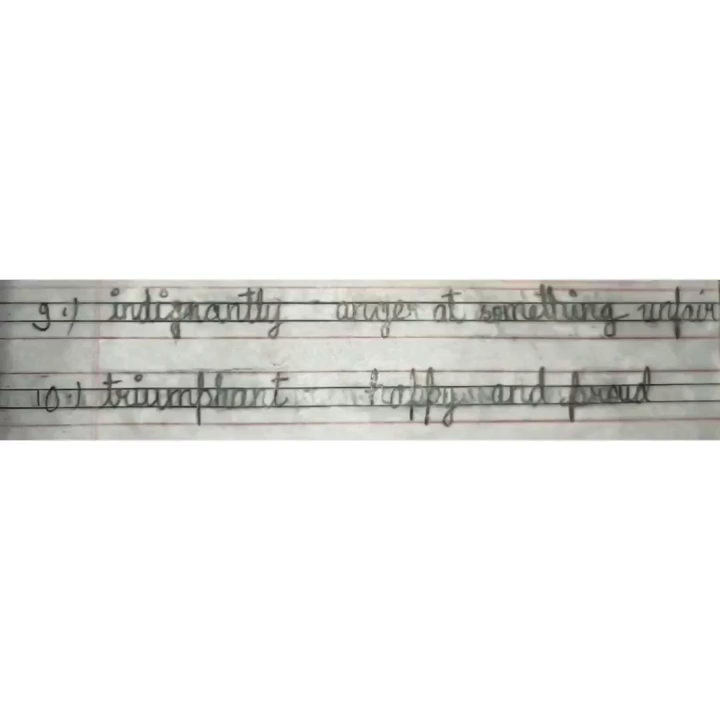 9.) indignantly - anger at something unfair
10.) triumphant - happy and proud